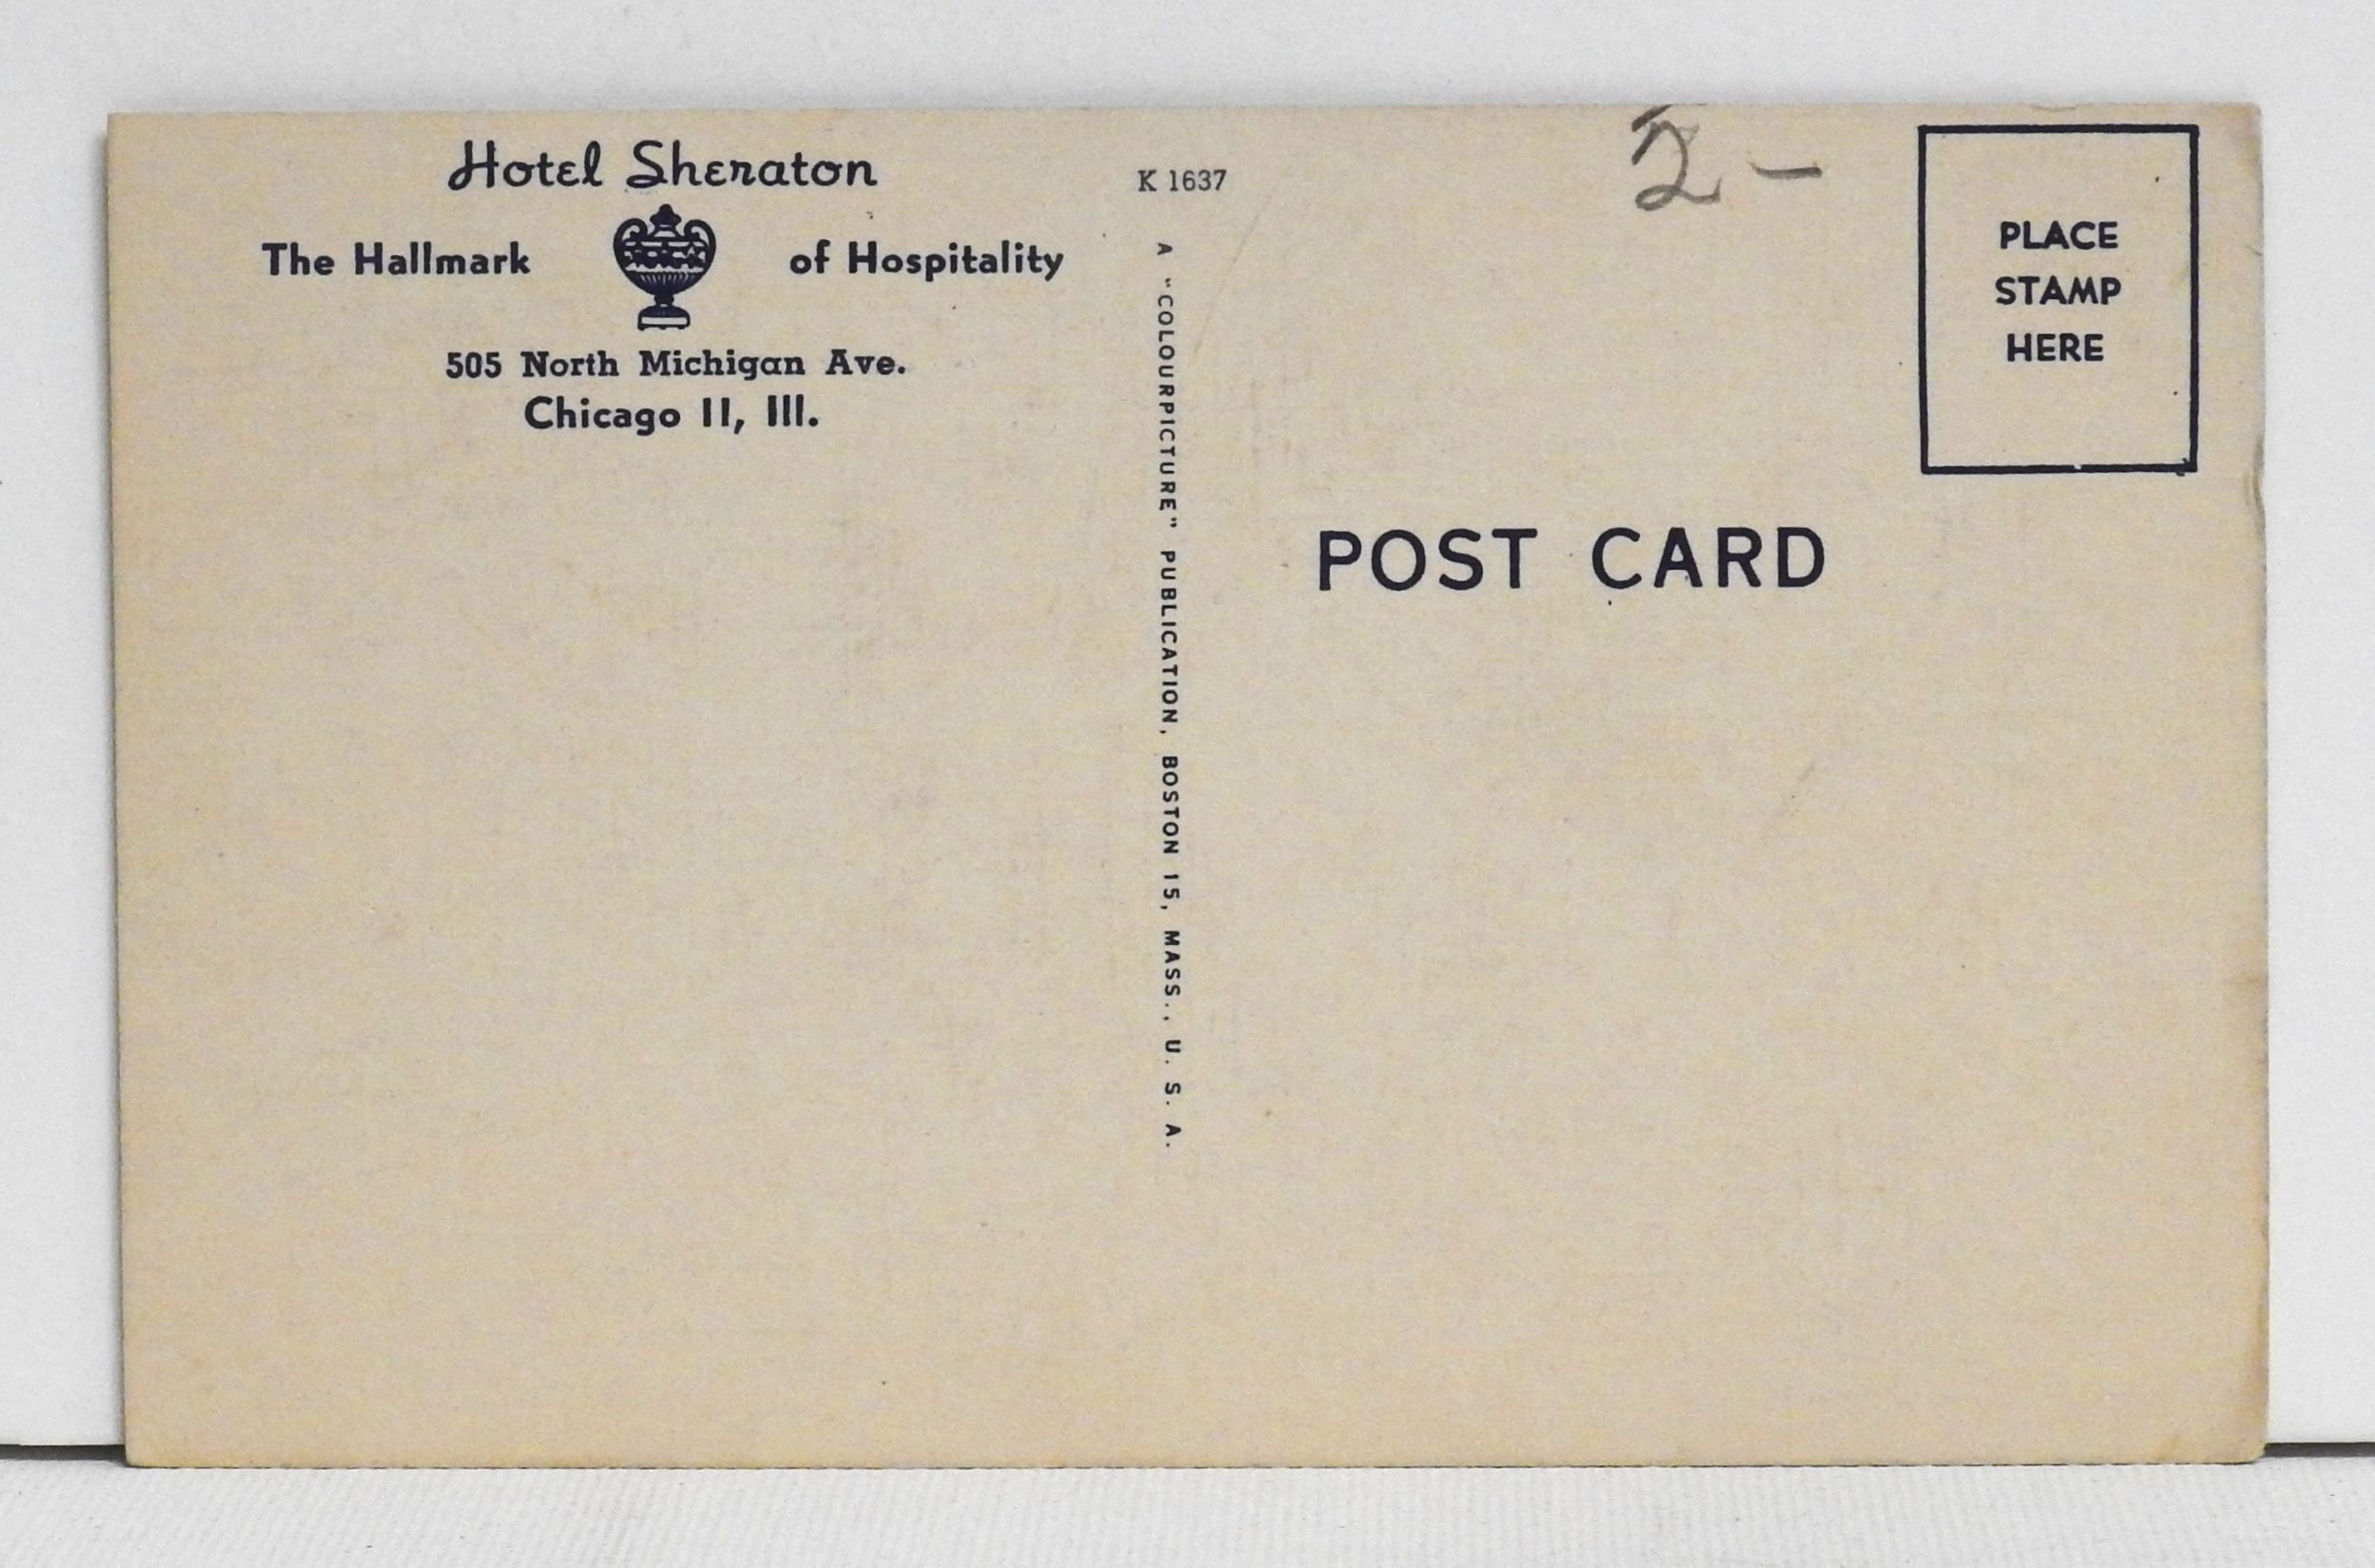 Hotel Sheraton
The Hallmark of Hospitality
505 North Michigan Ave.
Chicago 11, Ill.
K 1637
A "COLOURPICTURE" PUBLICATION, BOSTON 15, MASS., U. S. A.
2 -
PLACE
STAMP
HERE
POST CARD